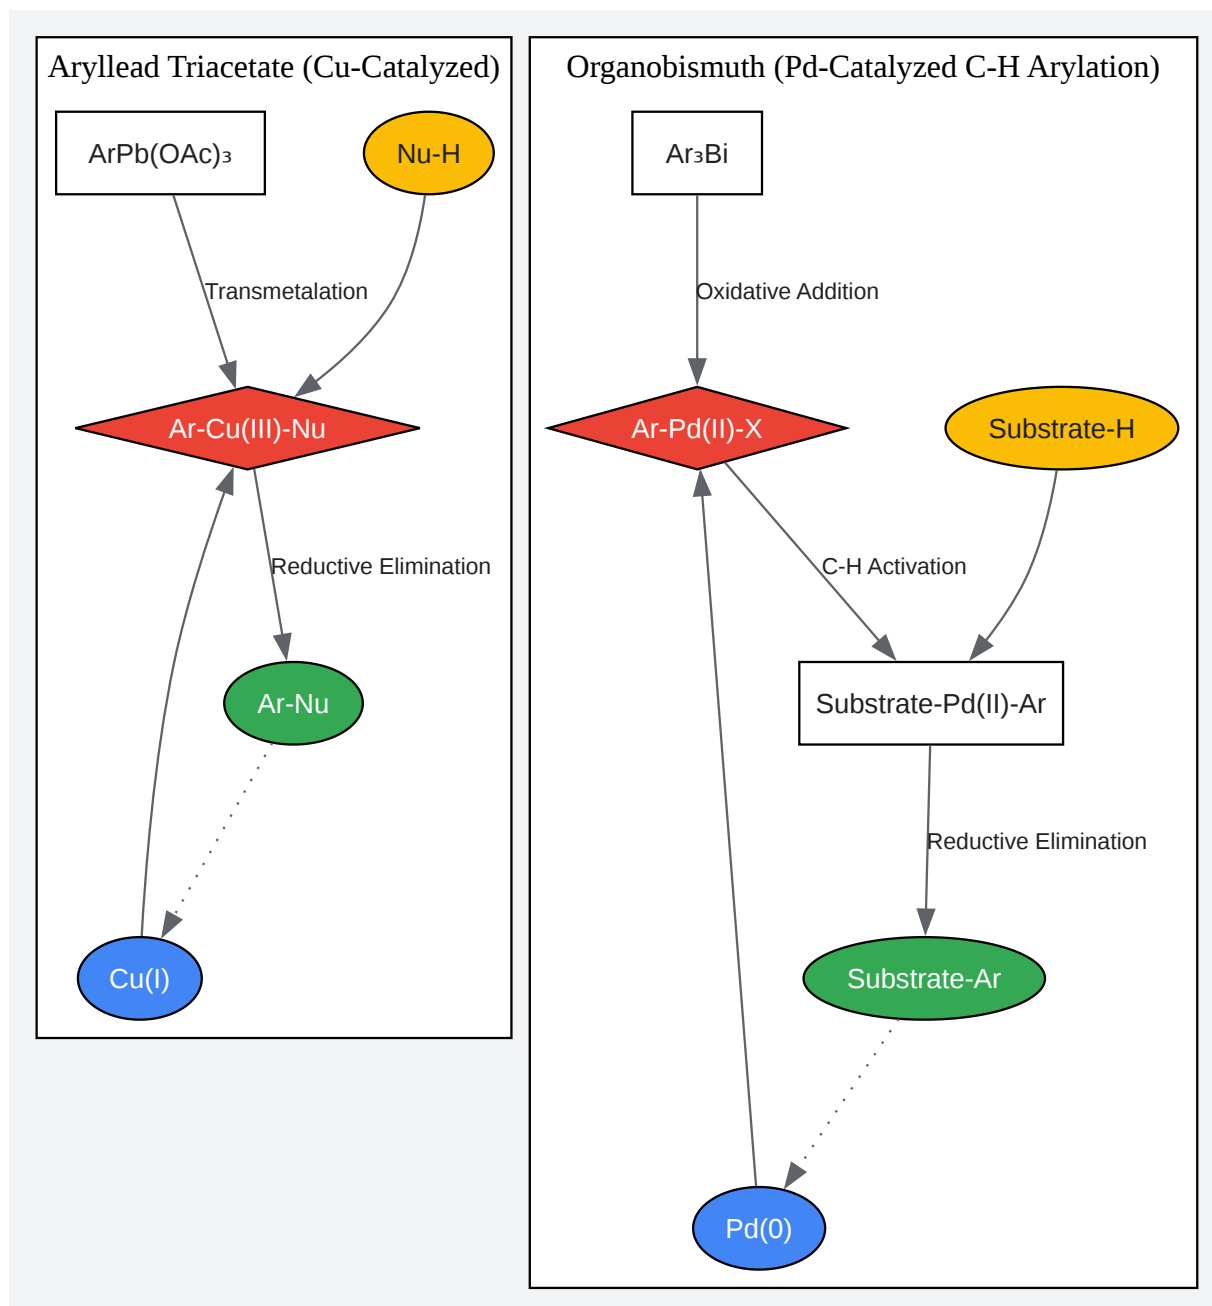 Aryllead Triacetate (Cu-Catalyzed)
ArPb(OAc)₃
Nu-H
Transmetalation
Ar-Cu(III)-Nu
Reductive Elimination
Ar-Nu
Cu(I)
Organobismuth (Pd-Catalyzed C-H Arylation)
Ar₃Bi
Oxidative Addition
Ar-Pd(II)-X
Substrate-H
C-H Activation
Substrate-Pd(II)-Ar
Reductive Elimination
Substrate-Ar
Pd(0)